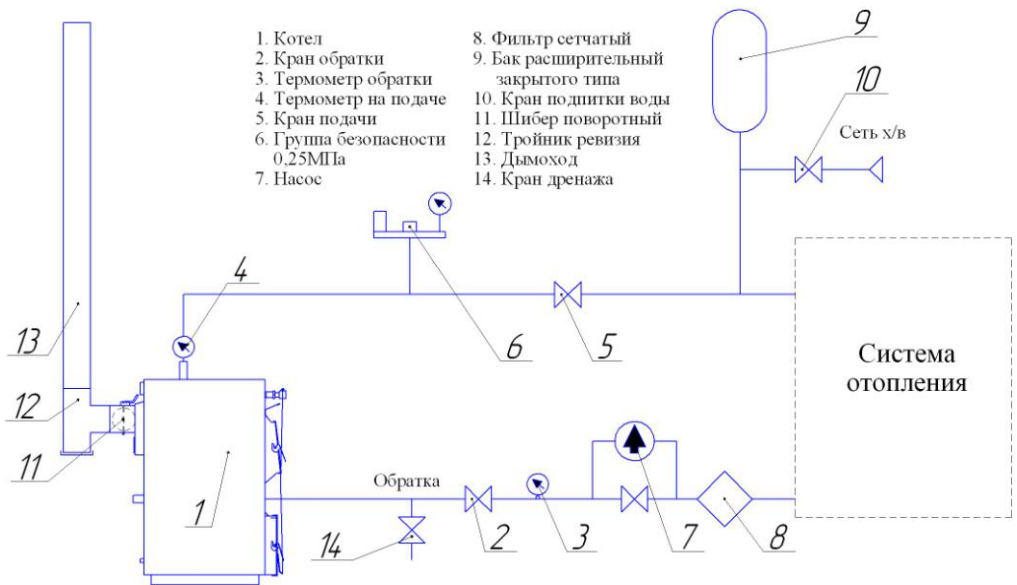 1. Котел
2. Кран обратки
3. Термометр обратки
4. Термометр на подаче
5. Кран подачи
6. Группа безопасности
0,25МПа
7. Насос
8. Фильтр сетчатый
9. Бак расширительный
закрытого типа
10. Кран подпитки воды
11. Шибер поворотный
12. Тройник ревизия
13. Дымоход
14. Кран дренажа
9
10
Сеть х/в
4
13
6
5
Система
отопления
12
11
1
Обратка
14
2
3
7
8